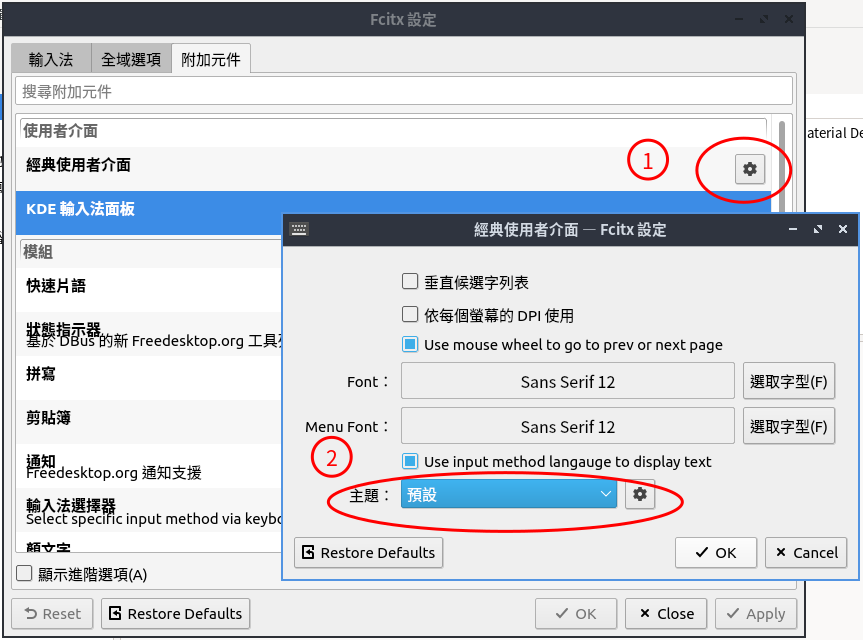 Fcitx 設定
輸入法 全域選項 附加元件
搜尋附加元件
使用者介面
aterial De
經典使用者介面
1
KDE 輸入法面板
模組
快速片語
狀態指示器
基於 DBus 的新 Freedesktop.org 工具
拼寫
剪貼簿
通知
Freedesktop.org 通知支援
輸入法選擇器
Select specific input method via keybo
顏文字
顯示進階選項(A)
Reset Restore Defaults OK Close Apply
經典使用者介面 — Fcitx 設定
垂直候選字列表
依每個螢幕的 DPI 使用
Use mouse wheel to go to prev or next page
Font： Sans Serif 12 選取字型(F)
Menu Font： Sans Serif 12 選取字型(F)
2
Use input method langauge to display text
主題： 預設
Restore Defaults OK Cancel